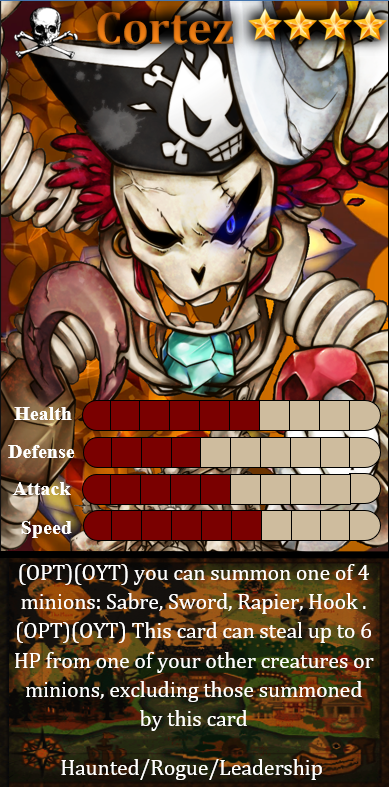 Cortez
Health
Defense
Attack
Speed
(OPT)(OYT) you can summon one of 4
minions: Sabre, Sword, Rapier, Hook .
(OPT)(OYT) This card can steal up to 6
HP from one of your other creatures or
minions, excluding those summoned
by this card
Haunted/Rogue/Leadership